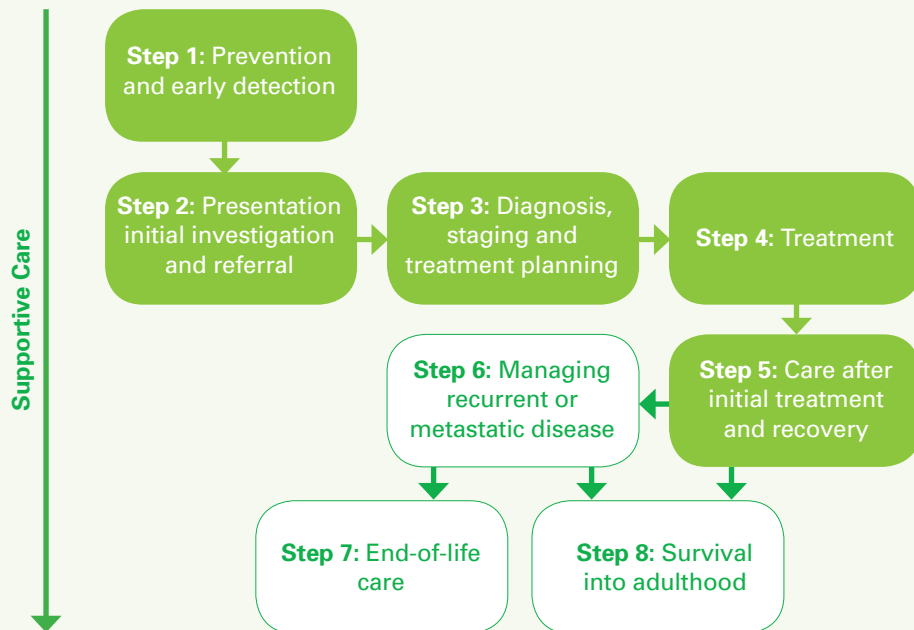 Supportive Care
Step 1: Prevention
and early detection
Step 2: Presentation
initial investigation
and referral
Step 3: Diagnosis,
staging and
treatment planning
Step 4: Treatment
Step 5: Care after
initial treatment
and recovery
Step 6: Managing
recurrent or
metastatic disease
Step 7: End-of-life
care
Step 8: Survival
into adulthood